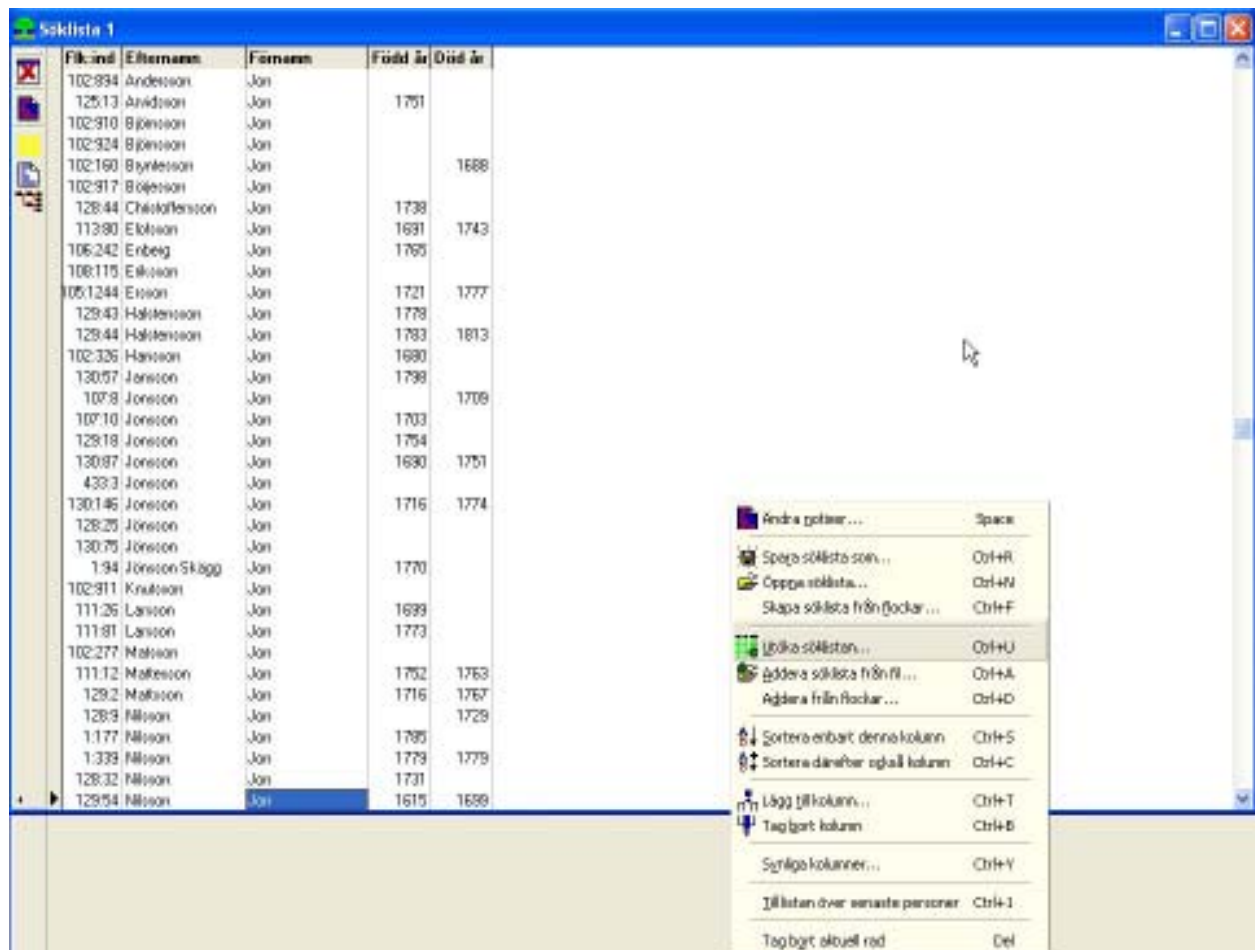 Söklista 1
Flk:ind Efternamn Förnamn Född år Död år
102:894 Andersson Jon
125:13 Arvidsson Jon 1751
102:910 Björnsson Jon
102:924 Björnsson Jon
102:160 Bryntesson Jon 1688
102:917 Börjesson Jon
128:44 Christoffersson Jon 1738
113:80 Elofsson Jon 1691 1743
106:242 Enberg Jon 1765
108:115 Eriksson Jon
105:1244 Ersson Jon 1721 1777
129:43 Halstensson Jon 1778
129:44 Halstensson Jon 1783 1813
102:326 Hansson Jon 1680
130:57 Jansson Jon 1798
107:8 Jonsson Jon 1709
107:10 Jonsson Jon 1703
129:18 Jonsson Jon 1754
130:87 Jonsson Jon 1690 1751
433:3 Jonsson Jon
130:146 Jonsson Jon 1716 1774
128:25 Jönsson Jon
130:75 Jönsson Jon
1:94 Jönsson Skägg Jon 1770
102:911 Knutsson Jon
111:26 Larsson Jon 1699
111:81 Larsson Jon 1773
102:277 Matsson Jon
111:12 Mattesson Jon 1752 1763
129:2 Mattsson Jon 1716 1767
128:9 Nilsson Jon 1729
1:177 Nilsson Jon 1785
1:339 Nilsson Jon 1779 1779
128:32 Nilsson Jon 1731
129:54 Nilsson Jon 1615 1699
Ändra notiser... Space
Spara söklista som... Ctrl+R
Öppna söklista... Ctrl+N
Skapa söklista från flockar... Ctrl+F
Utöka söklistan... Ctrl+U
Addera söklista från fil... Ctrl+A
Addera från flockar... Ctrl+D
Sortera enbart denna kolumn Ctrl+S
Sortera därefter också kolumn Ctrl+C
Lägg till kolumn... Ctrl+T
Tag bort kolumn Ctrl+B
Synliga kolumner... Ctrl+Y
Till listan över senaste personer Ctrl+I
Tag bort aktuell rad Del